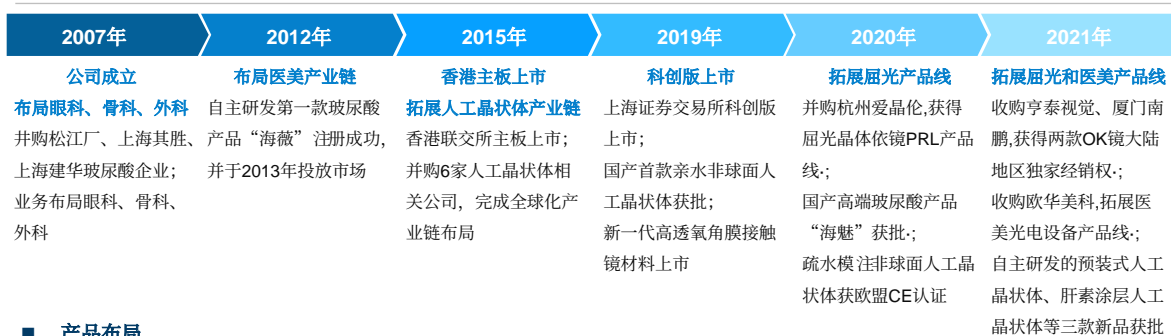 2007年
2012年
2015年
2019年
2020年
2021年
公司成立
布局眼科、骨科、外科
井购松江厂、上海其胜、
上海建华玻尿酸企业；
业务布局眼科、骨科、
外科
布局医美产业链
自主研发第一款玻尿酸
产品“海薇”注册成功，
并于2013年投放市场
香港主板上市
拓展人工晶状体产业链
香港联交所主板上市；
并购6家人工晶状体相
关公司，完成全球化产
业链布局
科创版上市
上海证券交易所科创版
上市；
国产首款亲水非球面人
工晶状体获批；
新一代高透氧角膜接触
镜材料上市
拓展屈光产品线
并购杭州爱晶伦,获得
屈光晶体依镜PRL产品
线·;
国产高端玻尿酸产品
“海魅”获批·;
疏水模注非球面人工晶
状体获欧盟CE认证
拓展屈光和医美产品线
收购亨泰视觉、厦门南
鹏,获得两款OK镜大陆
地区独家经销权·;
收购欧华美科,拓展医
美光电设备产品线·;
自主研发的预装式人工
晶状体、肝素涂层人工
晶状体等三款新品获批
■ 产品布局